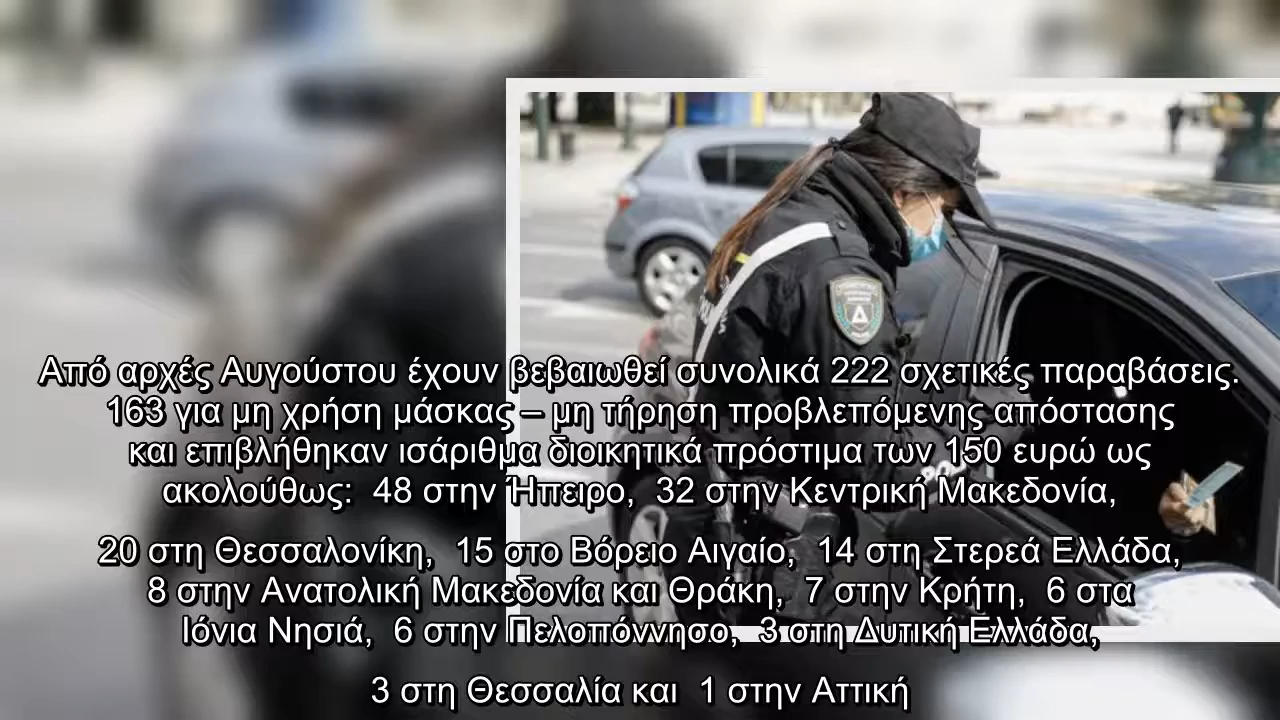 Από αρχές Αυγούστου έχουν βεβαιωθεί συνολικά 222 σχετικές παραβάσεις.
163 για μη χρήση μάσκας – μη τήρηση προβλεπόμενης απόστασης
και επιβλήθηκαν ισάριθμα διοικητικά πρόστιμα των 150 ευρώ ως
ακολούθως: 48 στην Ήπειρο, 32 στην Κεντρική Μακεδονία,
20 στη Θεσσαλονίκη, 15 στο Βόρειο Αιγαίο, 14 στη Στερεά Ελλάδα,
8 στην Ανατολική Μακεδονία και Θράκη, 7 στην Κρήτη, 6 στα
Ιόνια Νησιά, 6 στην Πελοπόννησο, 3 στη Δυτική Ελλάδα,
3 στη Θεσσαλία και 1 στην Αττική